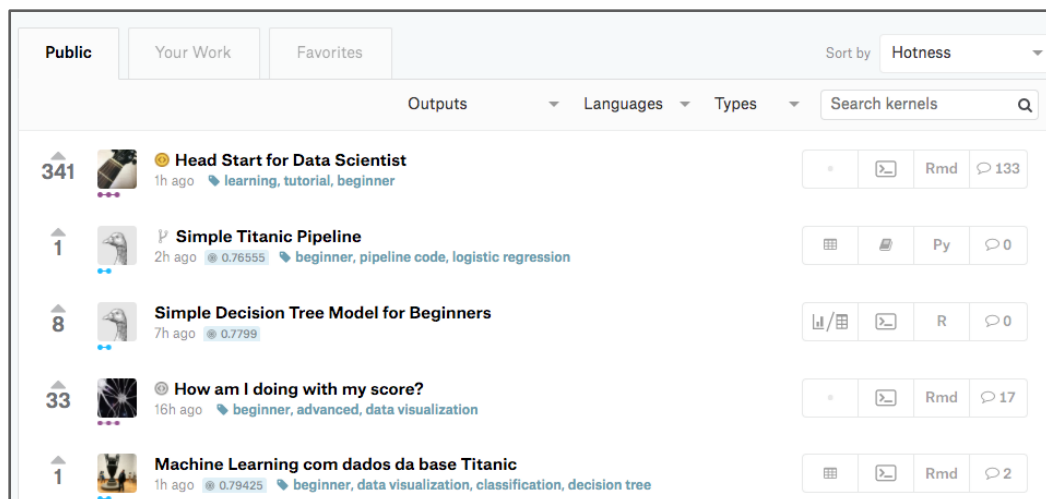 Public Your Work Favorites Sort by Hotness
Outputs Languages Types Search kernels
341 Head Start for Data Scientist Rmd 133
1h ago learning, tutorial, beginner
1 Simple Titanic Pipeline Py 0
2h ago 0.76555 beginner, pipeline code, logistic regression
8 Simple Decision Tree Model for Beginners R 0
7h ago 0.7799
33 How am I doing with my score? Rmd 17
16h ago beginner, advanced, data visualization
1 Machine Learning com dados da base Titanic Rmd 2
1h ago 0.79425 beginner, data visualization, classification, decision tree